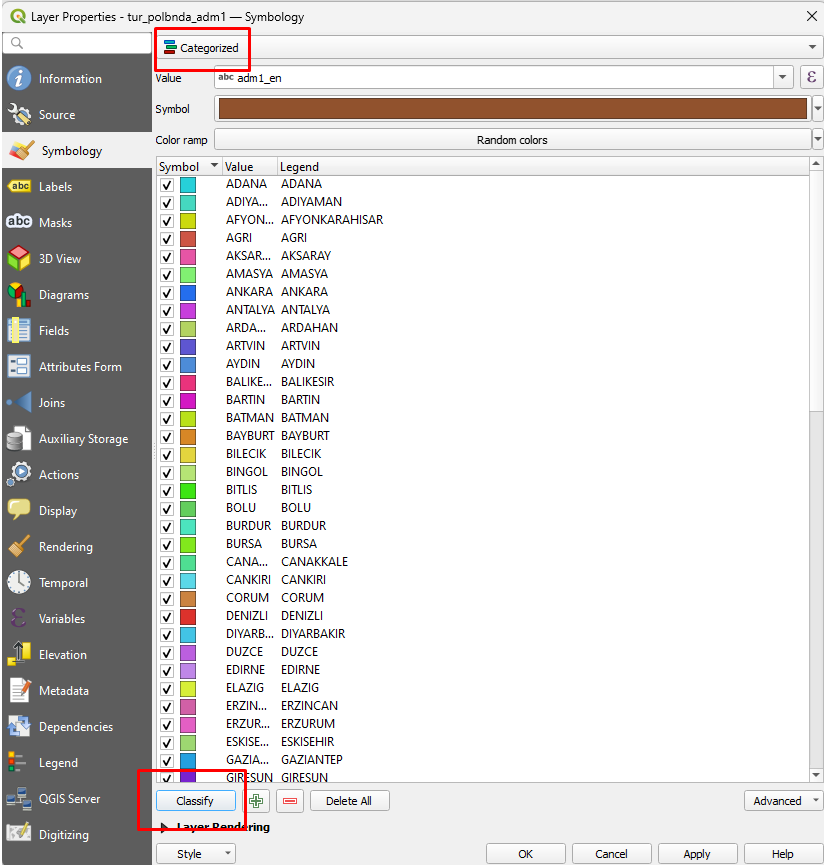 Layer Properties - tur_polbnda_adm1 — Symbology
Information
Source
Symbology
abc Labels
abc Masks
3D View
Diagrams
Fields
Attributes Form
Joins
Auxiliary Storage
Actions
Display
Rendering
Temporal
Variables
Elevation
Metadata
Dependencies
Legend
QGIS Server
Digitizing
Categorized
Value abc adm1_en ε
Symbol
Color ramp Random colors
Symbol Value Legend
ADANA ADANA
ADIYA... ADIYAMAN
AFYON... AFYONKARAHISAR
AGRI AGRI
AKSAR... AKSARAY
AMASYA AMASYA
ANKARA ANKARA
ANTALYA ANTALYA
ARDA... ARDAHAN
ARTVIN ARTVIN
AYDIN AYDIN
BALIKE... BALIKESIR
BARTIN BARTIN
BATMAN BATMAN
BAYBURT BAYBURT
BILECIK BILECIK
BINGOL BINGOL
BITLIS BITLIS
BOLU BOLU
BURDUR BURDUR
BURSA BURSA
CANA... CANAKKALE
CANKIRI CANKIRI
CORUM CORUM
DENIZLI DENIZLI
DIYARB... DIYARBAKIR
DUZCE DUZCE
EDIRNE EDIRNE
ELAZIG ELAZIG
ERZIN... ERZINCAN
ERZUR... ERZURUM
ESKISE... ESKISEHIR
GAZIA... GAZIANTEP
GIRESUN GIRESUN
Classify Delete All Advanced
Layer Rendering
Style OK Cancel Apply Help